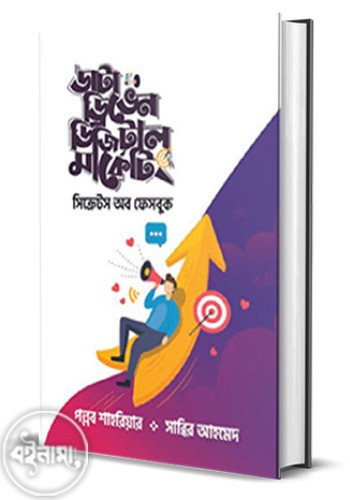 ডাটা
ড্রিভেন
ডিজিটাল
মার্কেটিং
সিক্রেটস অব ফেসবুক
পল্লব শাহরিয়ার ❖ সাব্বির আহমেদ
বইনামা